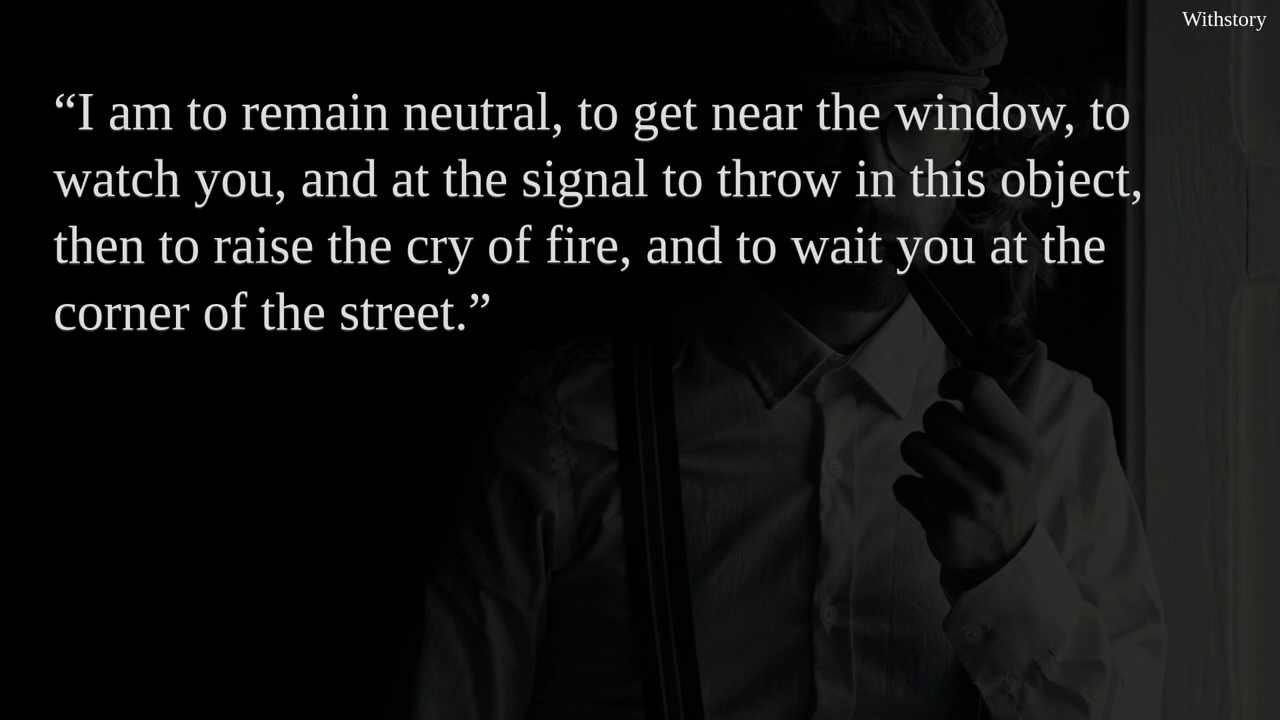 Withstory
“I am to remain neutral, to get near the window, to
watch you, and at the signal to throw in this object,
then to raise the cry of fire, and to wait you at the
corner of the street.”